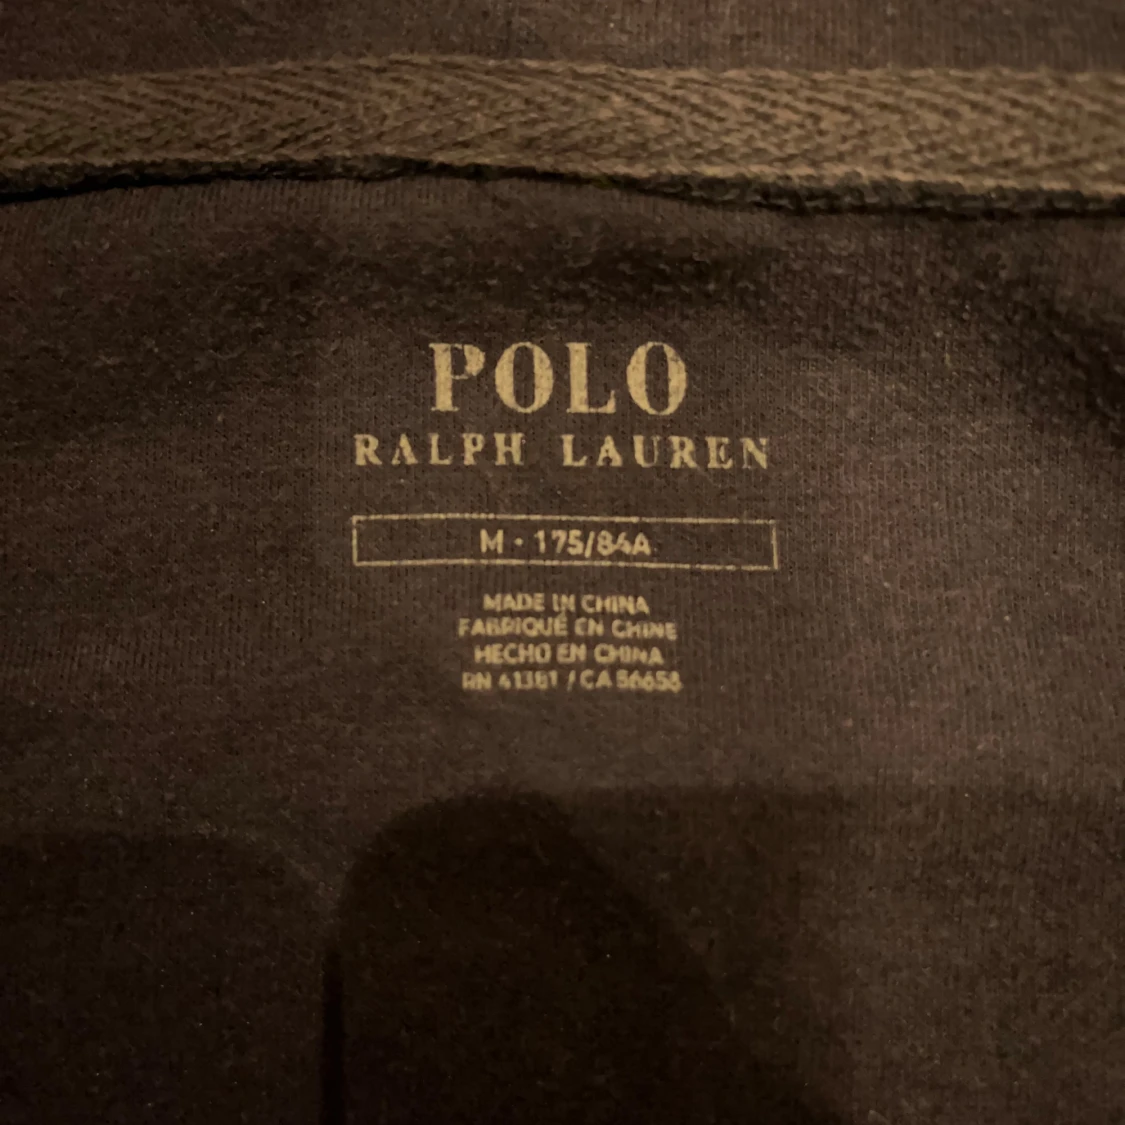 POLO
RALPH LAUREN
M • 175/84A
MADE IN CHINA
FABRIQUÉ EN CHINE
HECHO EN CHINA
RN 41381 / CA 56658